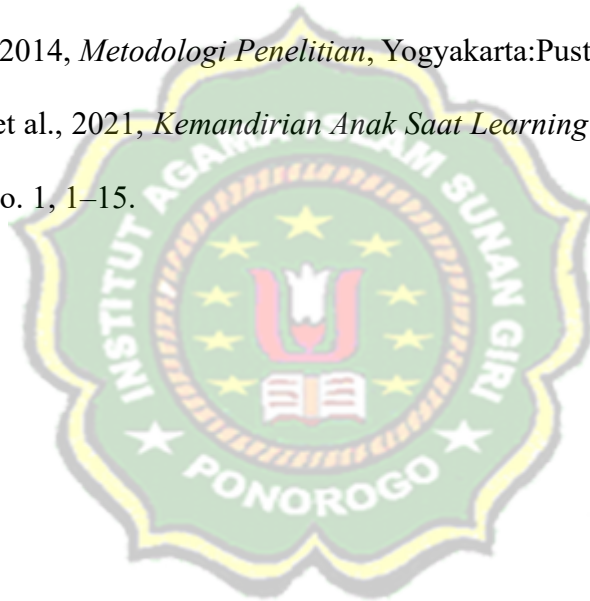 2014, Metodologi Penelitian, Yogyakarta:Pust
et al., 2021, Kemandirian Anak Saat Learning
o. 1, 1–15.
INSTITUT AGAMA ISLAM SUNAN GIRI
PONOROGO